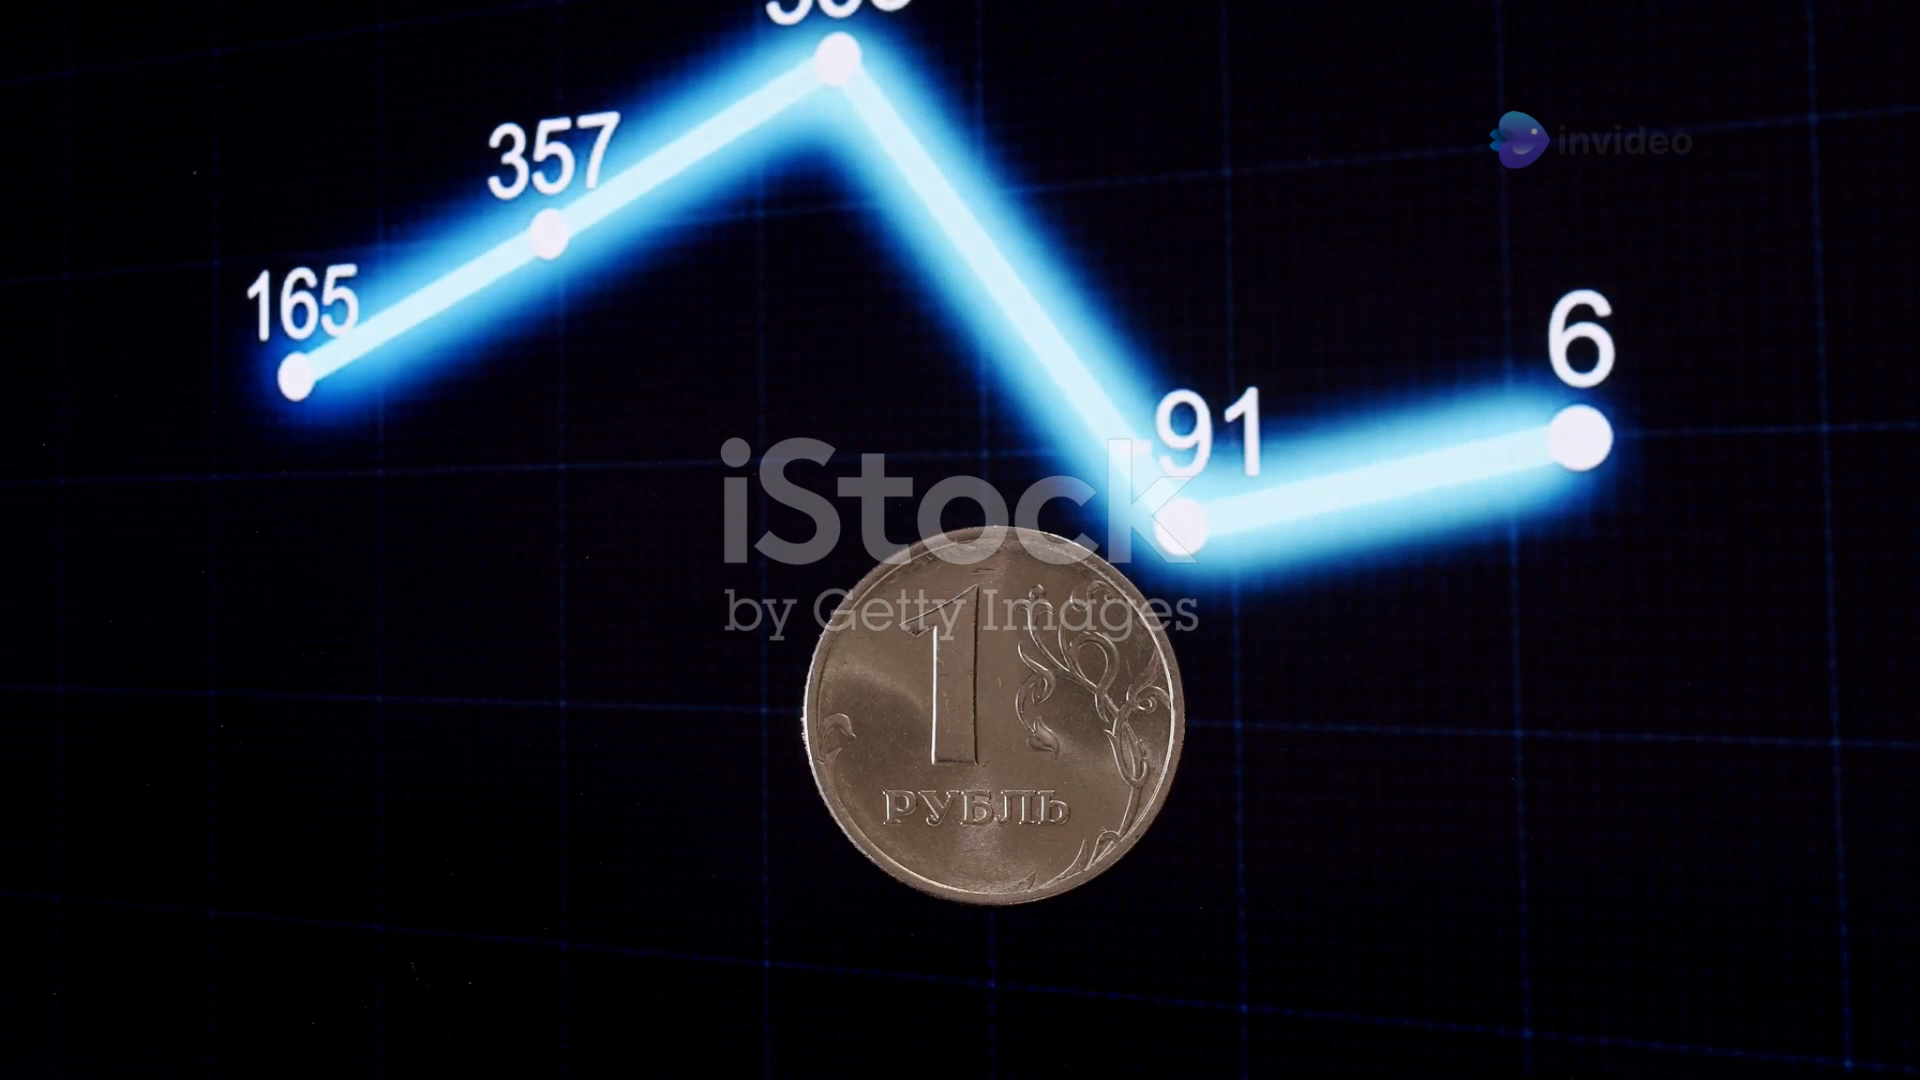 357
165
6
-91
invideo
iStock
by Getty Images
1
РУБЛЬ